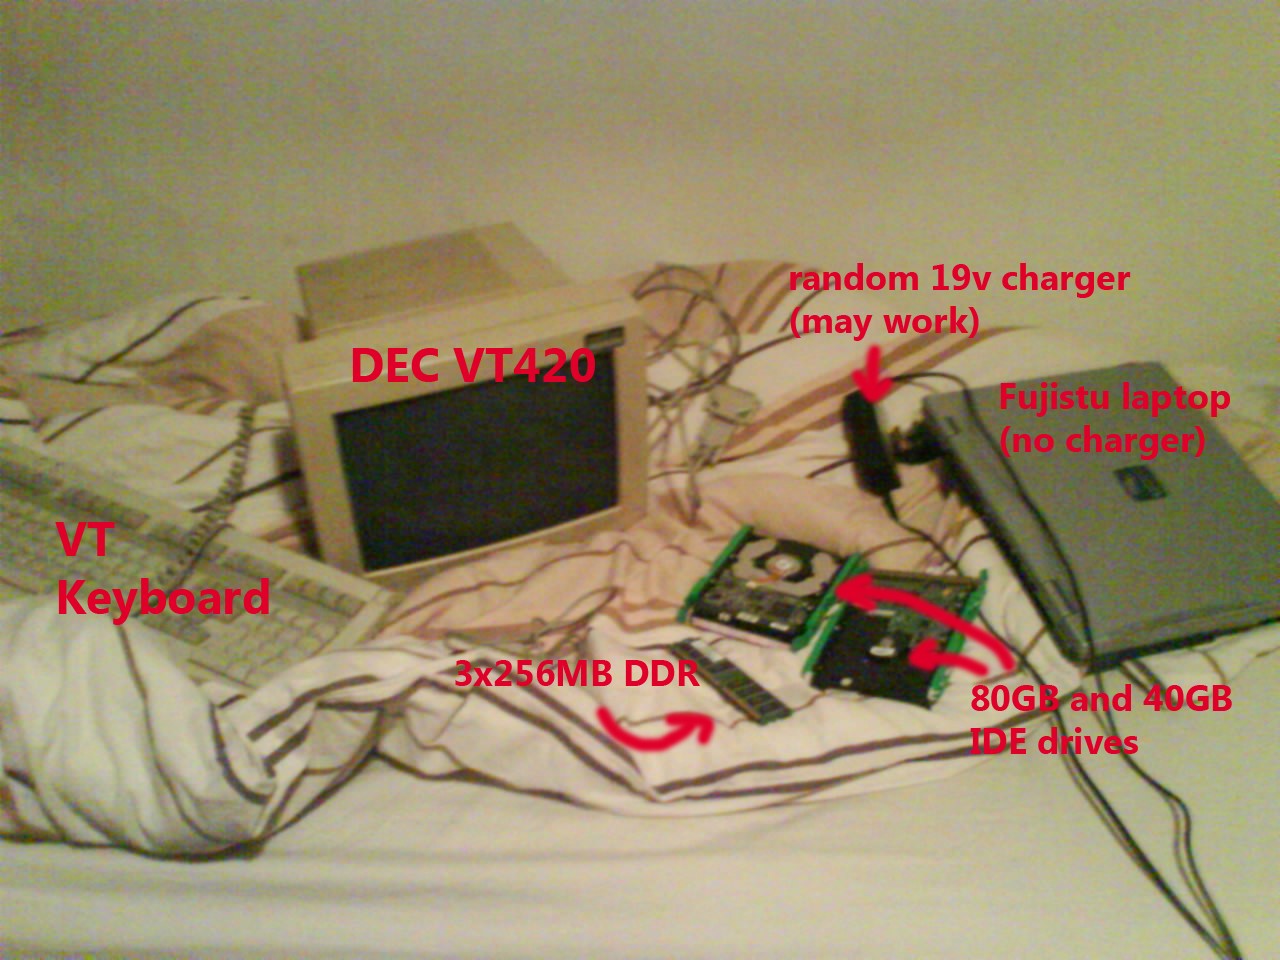 random 19v charger
(may work)
DEC VT420
Fujistu laptop
(no charger)
VT
Keyboard
3x256MB DDR
80GB and 40GB
IDE drives